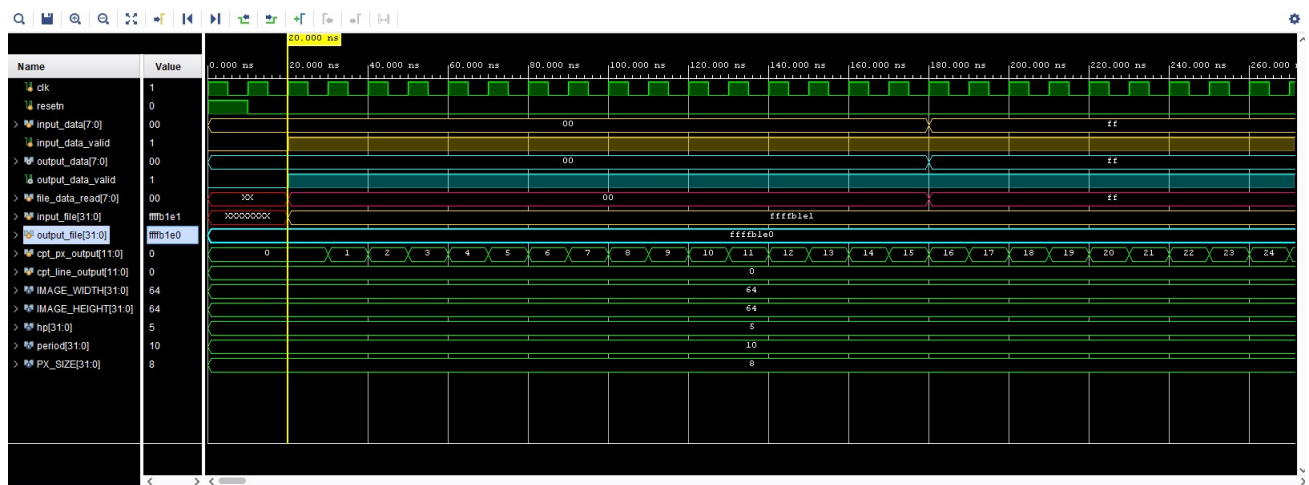 20.000 ns
Name Value 0.000 ns 20.000 ns 40.000 ns 60.000 ns 80.000 ns 100.000 ns 120.000 ns 140.000 ns 160.000 ns 180.000 ns 200.000 ns 220.000 ns 240.000 ns 260.000
clk 1
resetn 0
input_data[7:0] 00 00 ff
input_data_valid 1
output_data[7:0] 00 00 ff
output_data_valid 1
file_data_read[7:0] 00 XX 00 ff
input_file[31:0] ffffb1e1 XXXXXXXX ffffb1e1
output_file[31:0] ffffb1e0 ffffb1e0
cpt_px_output[11:0] 0 0 1 2 3 4 5 6 7 8 9 10 11 12 13 14 15 16 17 18 19 20 21 22 23 24
cpt_line_output[11:0] 0 0
IMAGE_WIDTH[31:0] 64 64
IMAGE_HEIGHT[31:0] 64 64
hp[31:0] 5 5
period[31:0] 10 10
PX_SIZE[31:0] 8 8